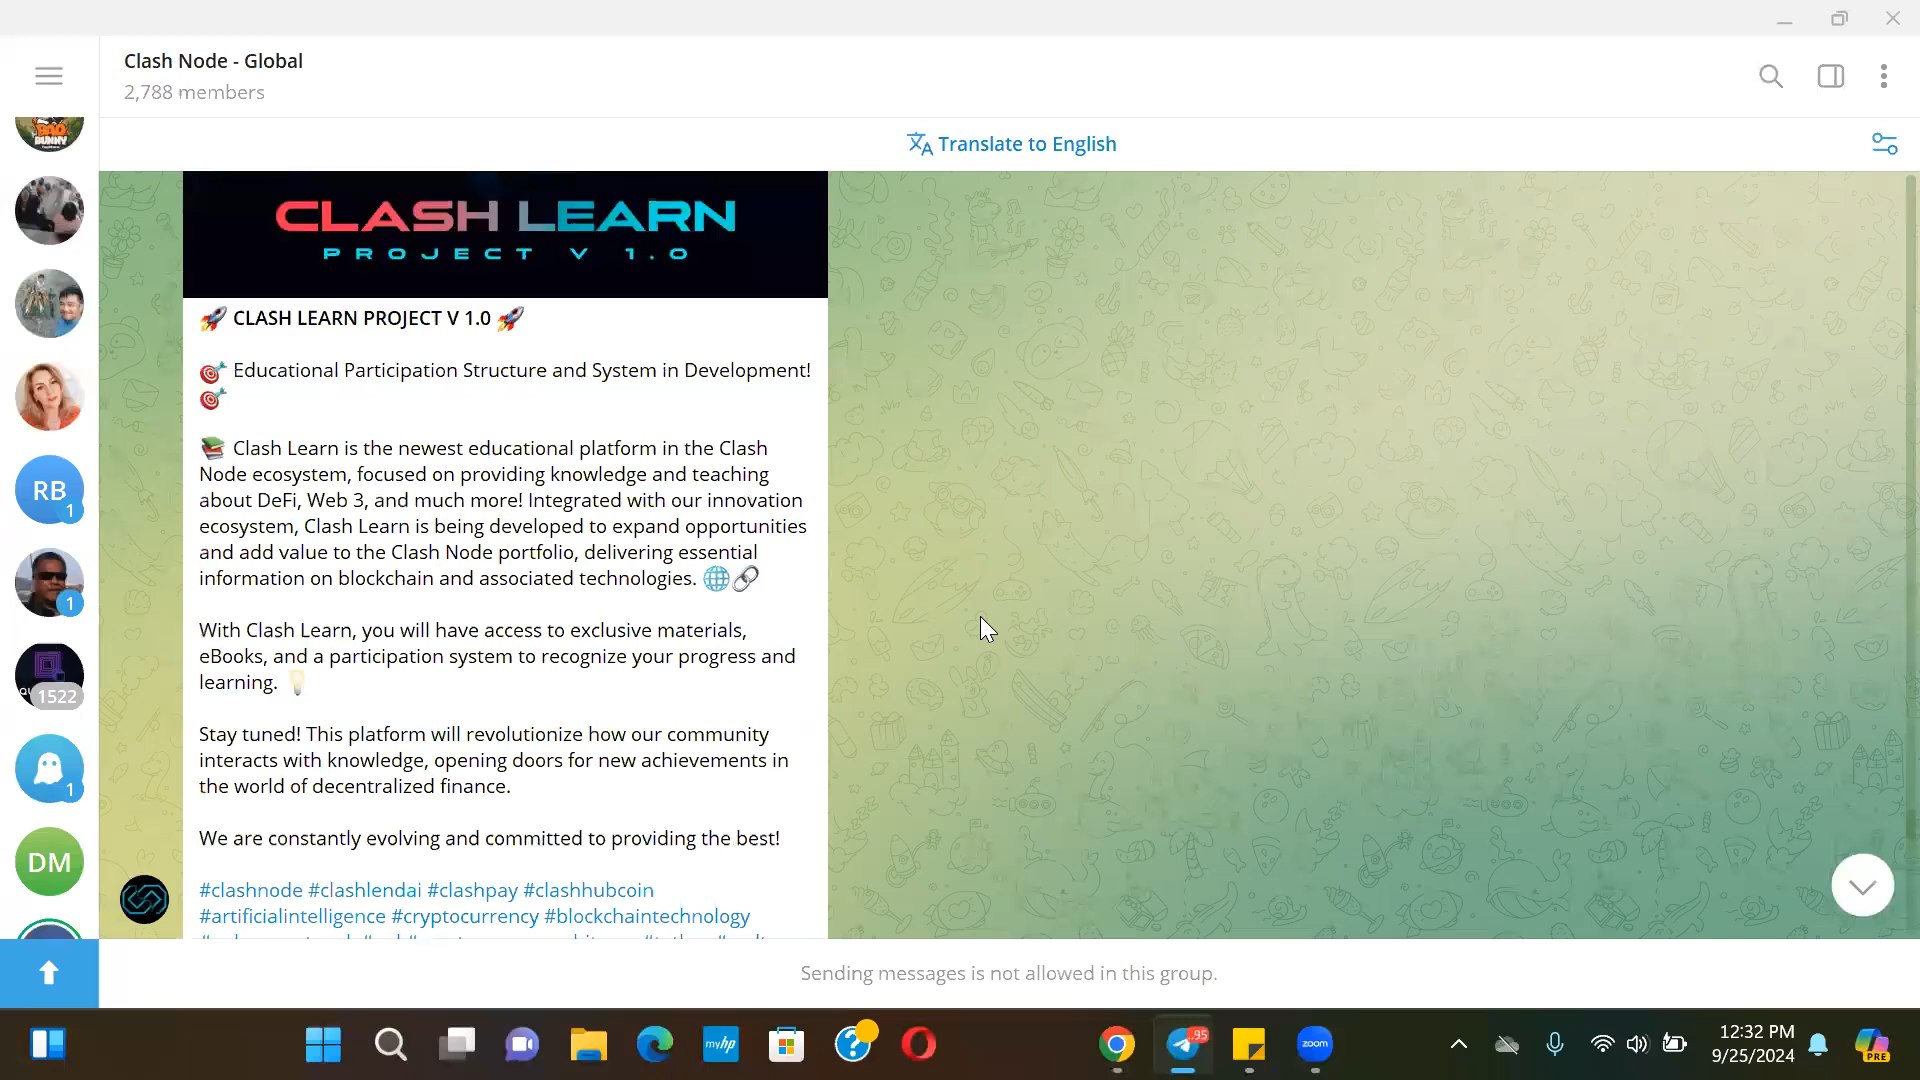 Clash Node - Global
2,788 members
Translate to English
BAD
BUNNY
CLASH LEARN
PROJECT V 1.0
🚀 CLASH LEARN PROJECT V 1.0 🚀
🎯 Educational Participation Structure and System in Development!
🎯
📚 Clash Learn is the newest educational platform in the Clash
Node ecosystem, focused on providing knowledge and teaching
about DeFi, Web 3, and much more! Integrated with our innovation
ecosystem, Clash Learn is being developed to expand opportunities
and add value to the Clash Node portfolio, delivering essential
information on blockchain and associated technologies. 🌐🔗
With Clash Learn, you will have access to exclusive materials,
eBooks, and a participation system to recognize your progress and
learning. 💡
Stay tuned! This platform will revolutionize how our community
interacts with knowledge, opening doors for new achievements in
the world of decentralized finance.
We are constantly evolving and committed to providing the best!
#clashnode #clashlendai #clashpay #clashhubcoin
#artificialintelligence #cryptocurrency #blockchaintechnology
RB
1
1
1522
1
DM
Sending messages is not allowed in this group.
myhp
..95
zoom
12:32 PM
9/25/2024
PRE